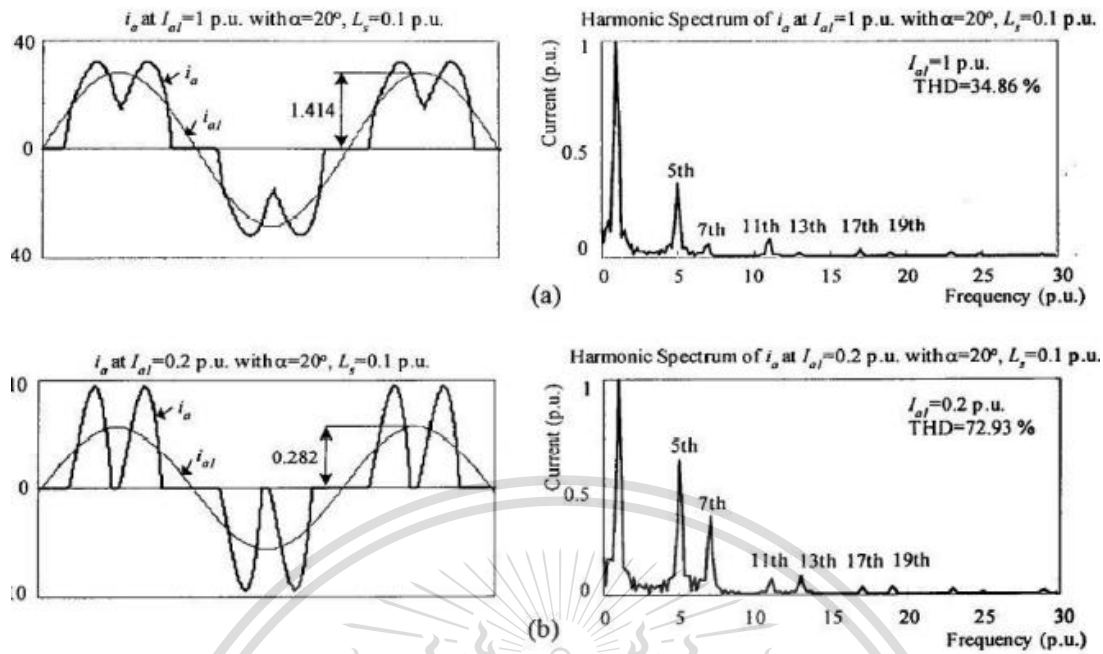 i_a at I_a1=1 p.u. with α=20°, L_s=0.1 p.u.
40
0
40
i_a
i_a1
1.414
Harmonic Spectrum of i_a at I_a1=1 p.u. with α=20°, L_s=0.1 p.u.
Current (p.u.)
1
0.5
0
I_a1=1 p.u.
THD=34.86 %
5th
7th
11th 13th
17th 19th
0 5 10 15 20 25 30
Frequency (p.u.)
(a)
i_a at I_a1=0.2 p.u. with α=20°, L_s=0.1 p.u.
10
0
10
i_a
i_a1
0.282
Harmonic Spectrum of i_a at I_a1=0.2 p.u. with α=20°, L_s=0.1 p.u.
Current (p.u.)
1
0.5
0
I_a1=0.2 p.u.
THD=72.93 %
5th
7th
11th 13th 17th 19th
0 5 10 15 20 25 30
Frequency (p.u.)
(b)